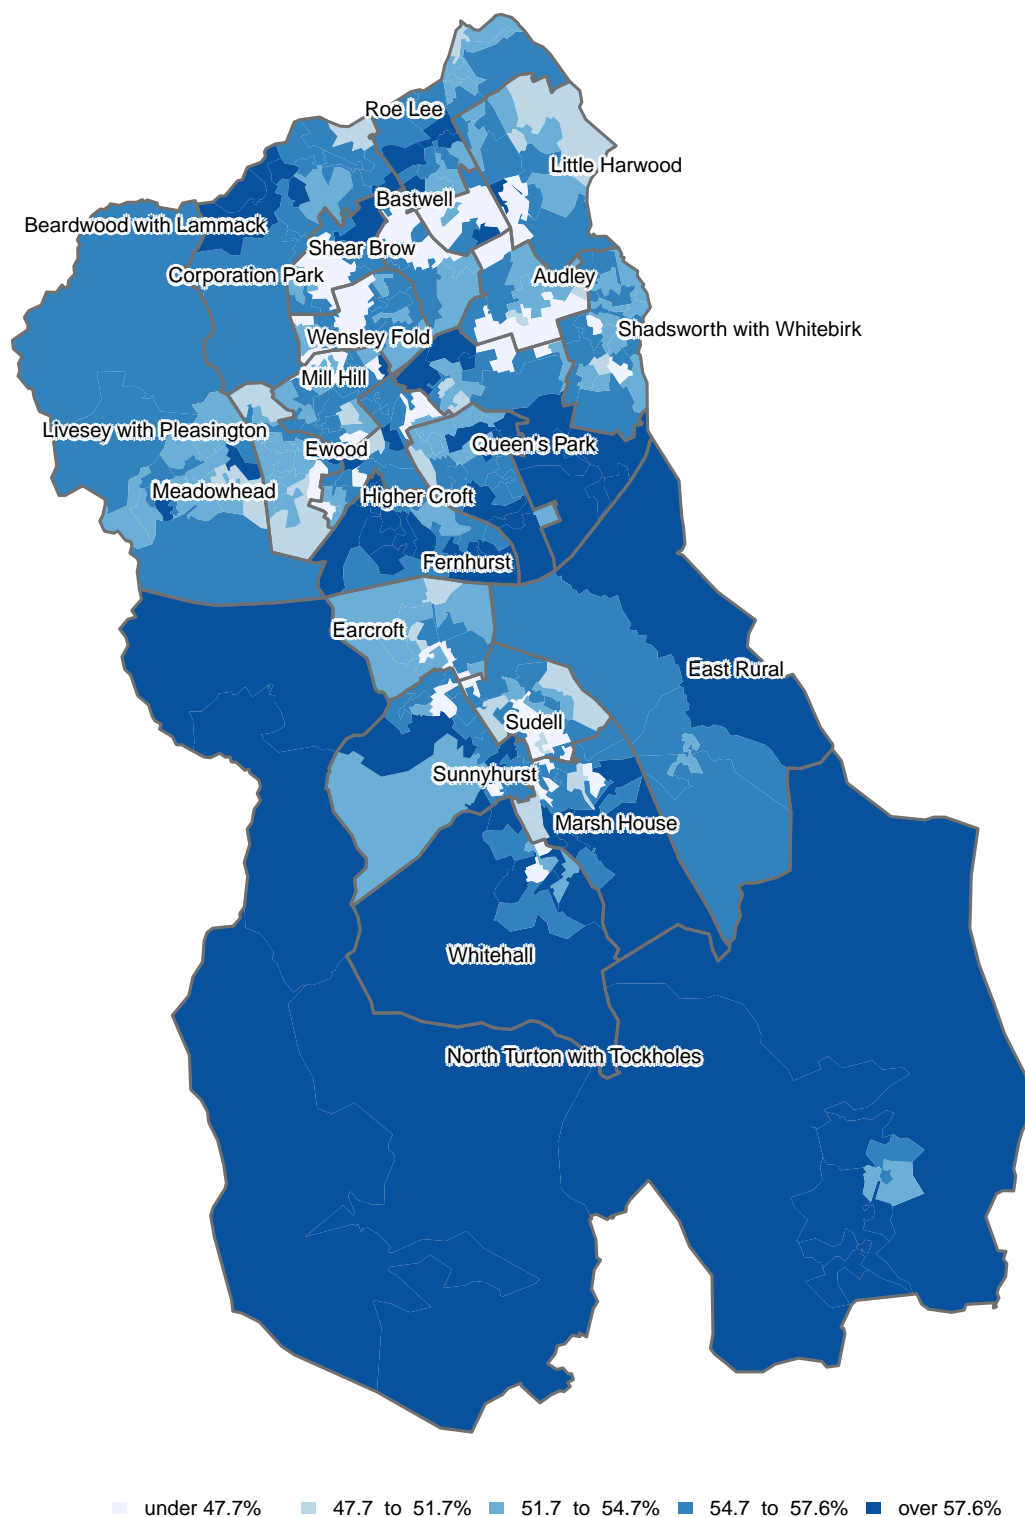 Roe Lee
Little Harwood
Bastwell
Beardwood with Lammack
Shear Brow
Corporation Park
Audley
Shadsworth with Whitebirk
Wensley Fold
Mill Hill
Livesey with Pleasington
Queen's Park
Ewood
Meadowhead
Higher Croft
Fernhurst
Earcroft
East Rural
Sudell
Sunnyhurst
Marsh House
Whitehall
North Turton with Tockholes
under 47.7% 47.7 to 51.7% 51.7 to 54.7% 54.7 to 57.6% over 57.6%